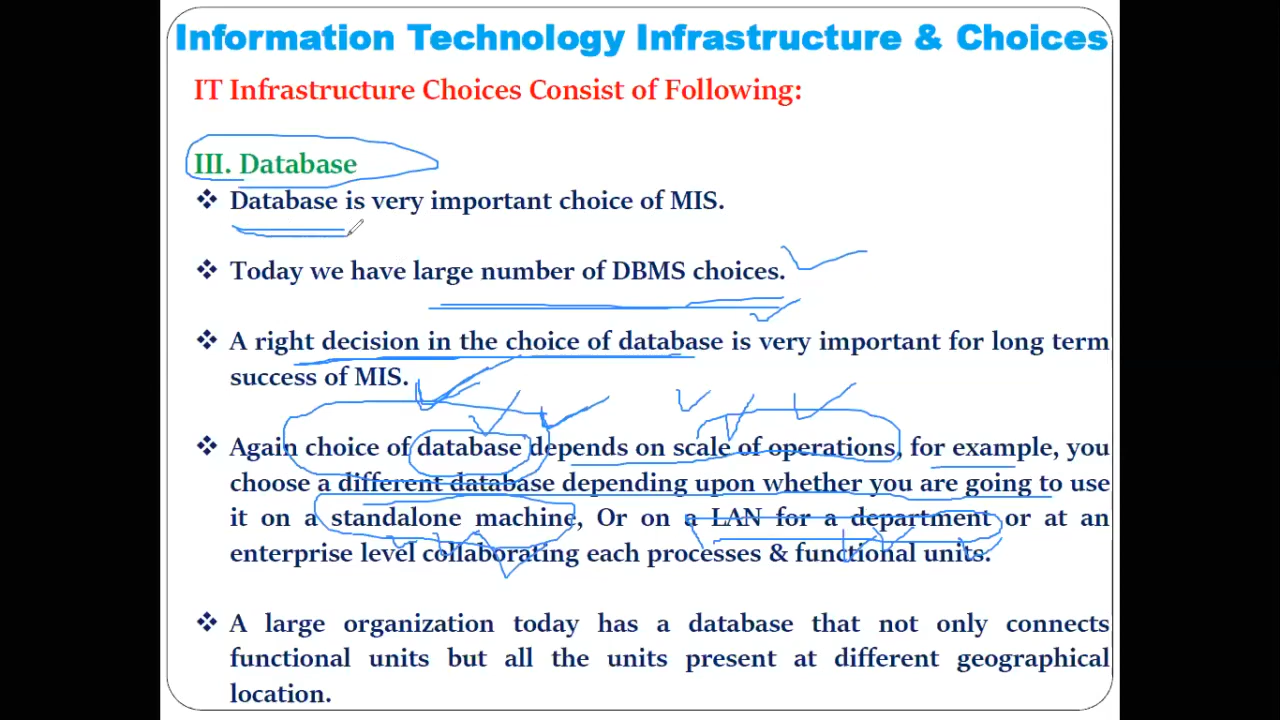 Information Technology Infrastructure & Choices
IT Infrastructure Choices Consist of Following:
III. Database
❖ Database is very important choice of MIS.
❖ Today we have large number of DBMS choices.
❖ A right decision in the choice of database is very important for long term
success of MIS.
❖ Again choice of database depends on scale of operations, for example, you
choose a different database depending upon whether you are going to use
it on a standalone machine, Or on a LAN for a department or at an
enterprise level collaborating each processes & functional units.
❖ A large organization today has a database that not only connects
functional units but all the units present at different geographical
location.